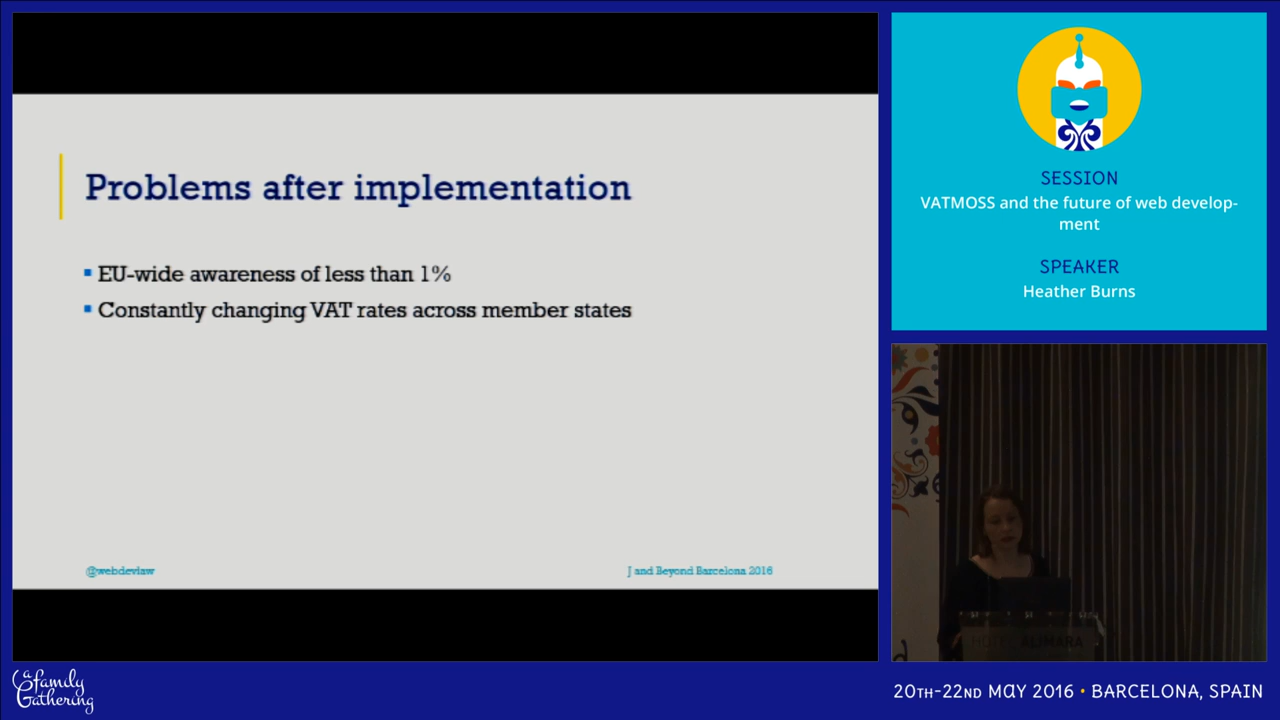 Problems after implementation
EU-wide awareness of less than 1%
Constantly changing VAT rates across member states
@webdevlaw
J and Beyond Barcelona 2016
SESSION
VATMOSS and the future of web develop-
ment
SPEAKER
Heather Burns
HOTEL ALIMARA
a family
Gathering
20TH-22ND MAY 2016 • BARCELONA, SPAIN